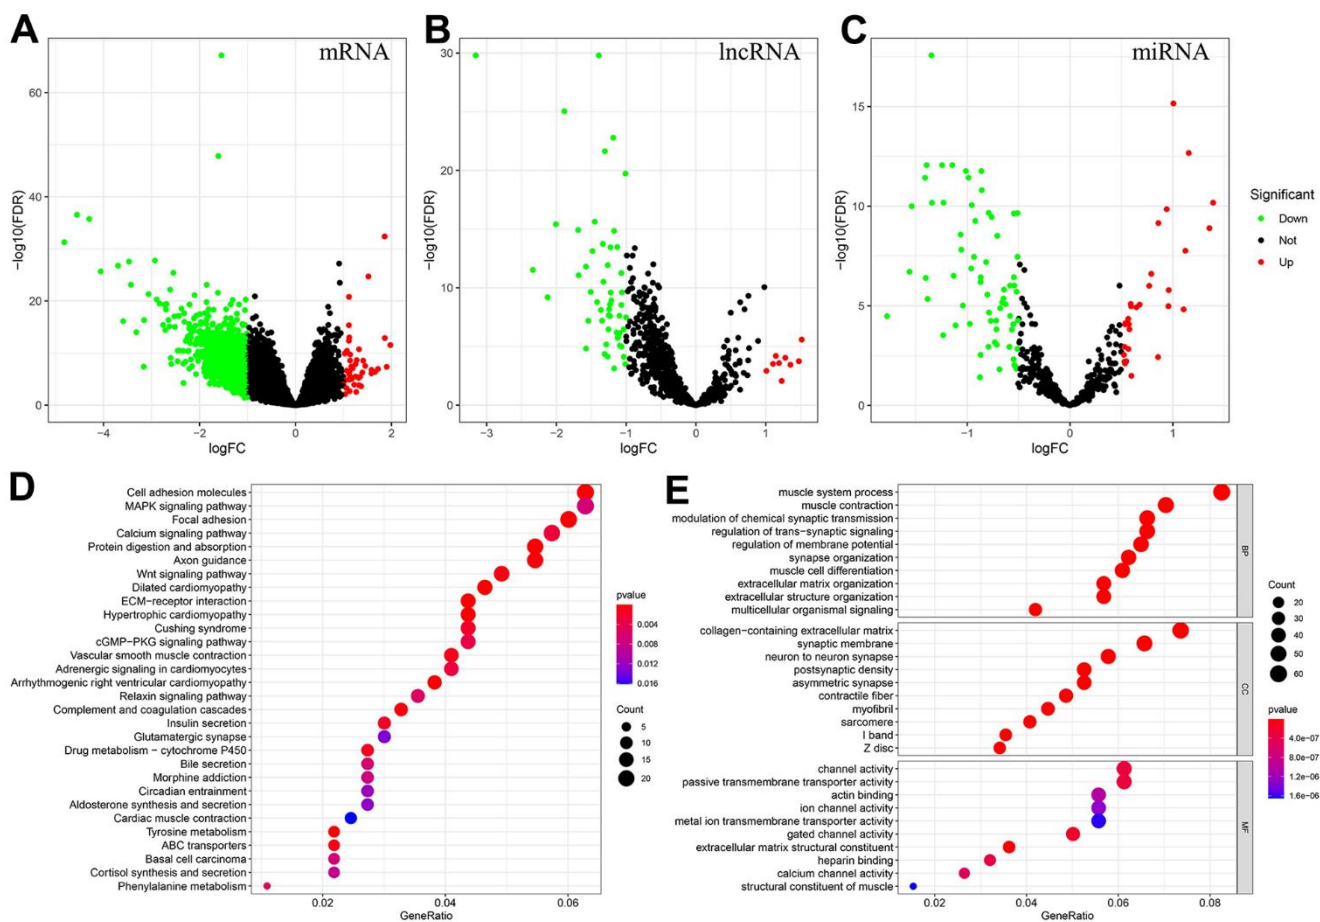 A
mRNA
60
40
20
0
-4
-2
0
2
−log10(FDR)
logFC
B
lncRNA
30
20
10
0
-3
-2
-1
0
1
−log10(FDR)
logFC
C
miRNA
15
10
5
0
-1
0
1
−log10(FDR)
logFC
Significant
Down
Not
Up
D
Cell adhesion molecules
MAPK signaling pathway
Focal adhesion
Calcium signaling pathway
Protein digestion and absorption
Axon guidance
Wnt signaling pathway
Dilated cardiomyopathy
ECM−receptor interaction
Hypertrophic cardiomyopathy
Cushing syndrome
cGMP−PKG signaling pathway
Vascular smooth muscle contraction
Adrenergic signaling in cardiomyocytes
Arrhythmogenic right ventricular cardiomyopathy
Relaxin signaling pathway
Complement and coagulation cascades
Insulin secretion
Glutamatergic synapse
Drug metabolism − cytochrome P450
Bile secretion
Morphine addiction
Circadian entrainment
Aldosterone synthesis and secretion
Cardiac muscle contraction
Tyrosine metabolism
ABC transporters
Basal cell carcinoma
Cortisol synthesis and secretion
Phenylalanine metabolism
0.02
0.04
0.06
GeneRatio
pvalue
0.004
0.008
0.012
0.016
Count
5
10
15
20
E
muscle system process
muscle contraction
modulation of chemical synaptic transmission
regulation of trans−synaptic signaling
regulation of membrane potential
synapse organization
muscle cell differentiation
extracellular matrix organization
extracellular structure organization
multicellular organismal signaling
BP
collagen−containing extracellular matrix
synaptic membrane
neuron to neuron synapse
postsynaptic density
asymmetric synapse
contractile fiber
myofibril
sarcomere
I band
Z disc
CC
channel activity
passive transmembrane transporter activity
actin binding
ion channel activity
metal ion transmembrane transporter activity
gated channel activity
extracellular matrix structural constituent
heparin binding
calcium channel activity
structural constituent of muscle
MF
0.02
0.04
0.06
0.08
GeneRatio
Count
20
30
40
50
60
pvalue
4.0e−07
8.0e−07
1.2e−06
1.6e−06